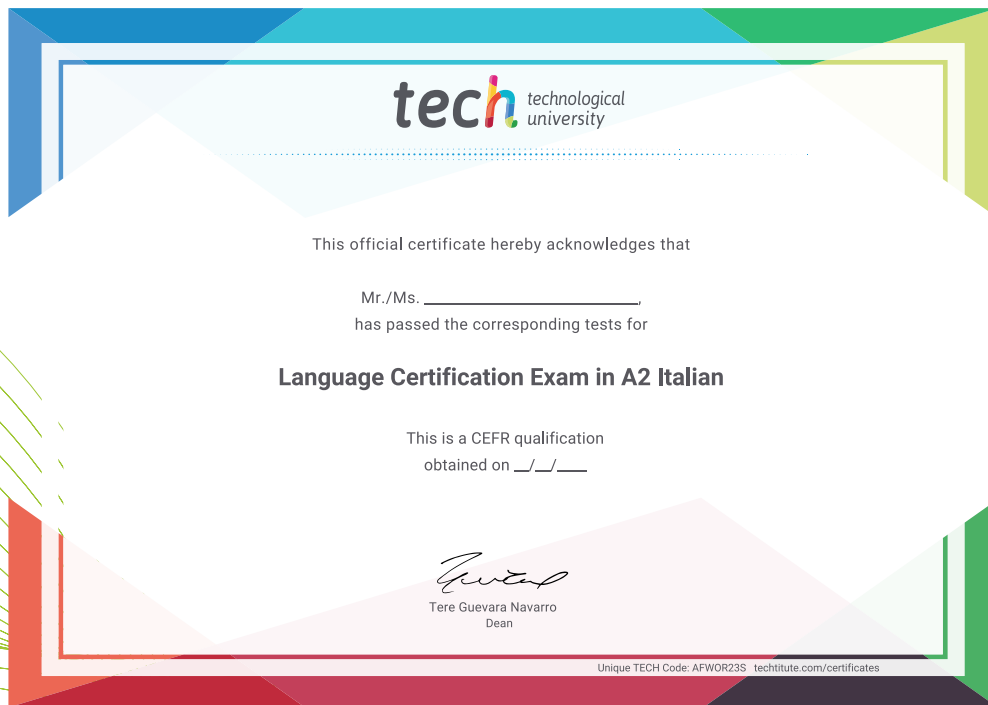 tech technological
university
This official certificate hereby acknowledges that
Mr./Ms. ____________________,
has passed the corresponding tests for
Language Certification Exam in A2 Italian
This is a CEFR qualification
obtained on __/__/____
Tere Guevara Navarro
Dean
Unique TECH Code: AFWOR23S techtitute.com/certificates